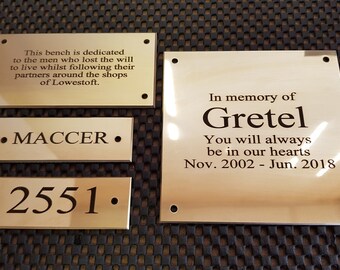 This bench is dedicated
to the men who lost the will
to live whilst following their
partners around the shops
of Lowestoft.
MACCER
2551
In memory of
Gretel
You will always
be in our hearts
Nov. 2002 - Jun. 2018